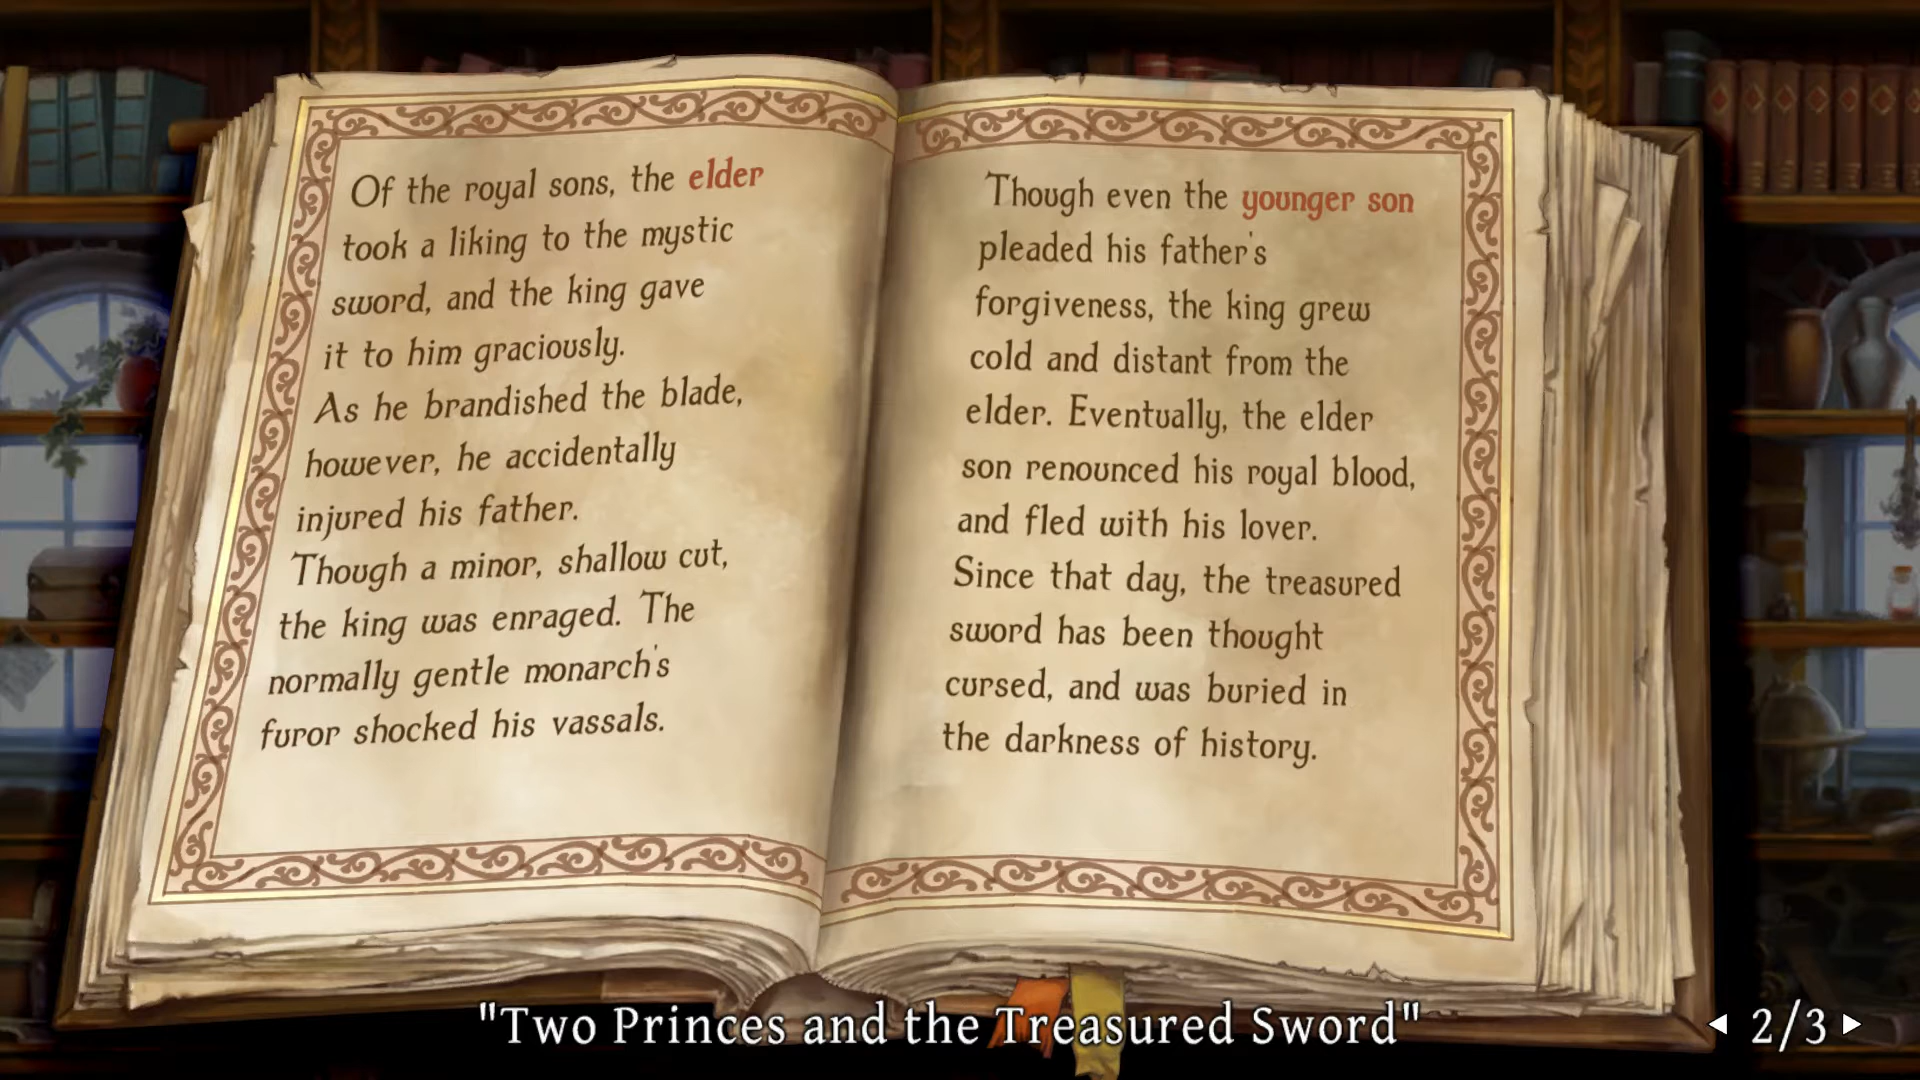 Of the royal sons, the elder
took a liking to the mystic
sword, and the king gave
it to him graciously.
As he brandished the blade,
however, he accidentally
injured his father.
Though a minor, shallow cut,
the king was enraged. The
normally gentle monarch's
furor shocked his vassals.
Though even the younger son
pleaded his father's
forgiveness, the king grew
cold and distant from the
elder. Eventually, the elder
son renounced his royal blood,
and fled with his lover.
Since that day, the treasured
sword has been thought
cursed, and was buried in
the darkness of history.
"Two Princes and the Treasured Sword"
2/3